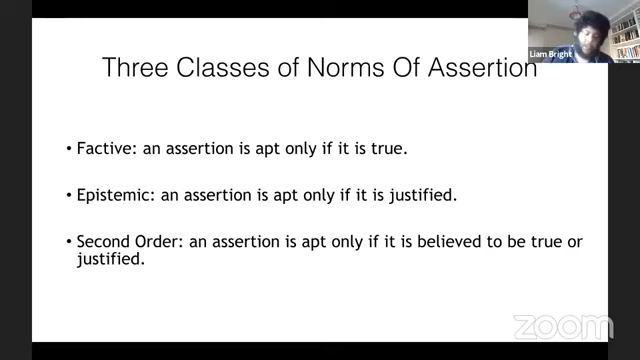 Liam Bright
Three Classes of Norms Of Assertion
• Factive: an assertion is apt only if it is true.
• Epistemic: an assertion is apt only if it is justified.
• Second Order: an assertion is apt only if it is believed to be true or
justified.
zoom